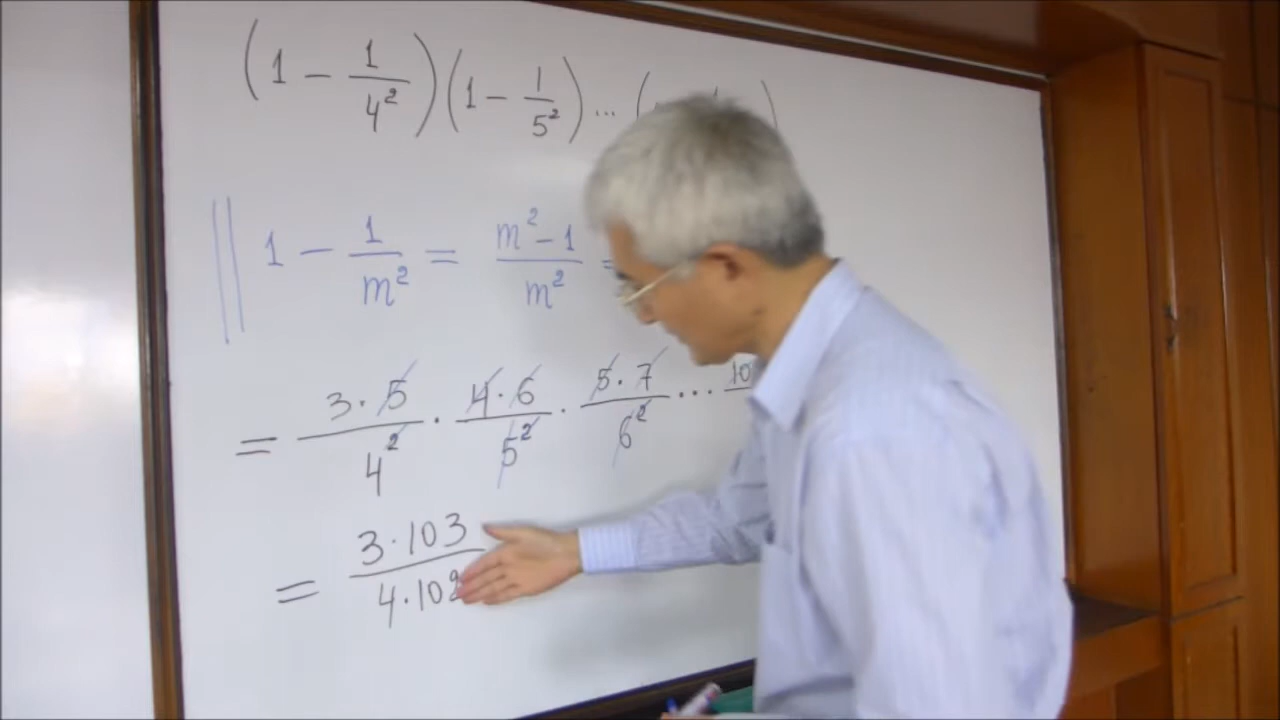 (1 - 1/4²)(1 - 1/5²)...(
|| 1 - 1/m² = (m² - 1)/m² =
= (3·5)/4² · (4·6)/5² · (5·7)/6² ... 10
= (3·103)/(4·102